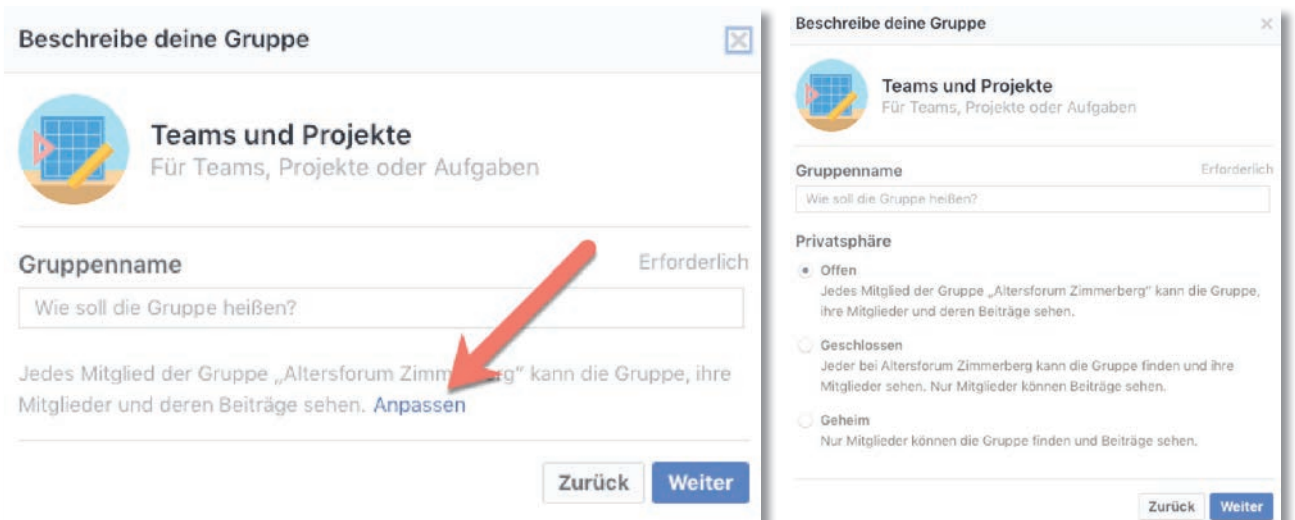 Beschreibe deine Gruppe
Teams und Projekte
Für Teams, Projekte oder Aufgaben
Gruppenname
Erforderlich
Wie soll die Gruppe heißen?
Jedes Mitglied der Gruppe „Altersforum Zimmerberg“ kann die Gruppe, ihre
Mitglieder und deren Beiträge sehen. Anpassen
Zurück
Weiter
Beschreibe deine Gruppe
Teams und Projekte
Für Teams, Projekte oder Aufgaben
Gruppenname
Erforderlich
Wie soll die Gruppe heißen?
Privatsphäre
Offen
Jedes Mitglied der Gruppe „Altersforum Zimmerberg“ kann die Gruppe,
ihre Mitglieder und deren Beiträge sehen.
Geschlossen
Jeder bei Altersforum Zimmerberg kann die Gruppe finden und ihre
Mitglieder sehen. Nur Mitglieder können Beiträge sehen.
Geheim
Nur Mitglieder können die Gruppe finden und Beiträge sehen.
Zurück
Weiter